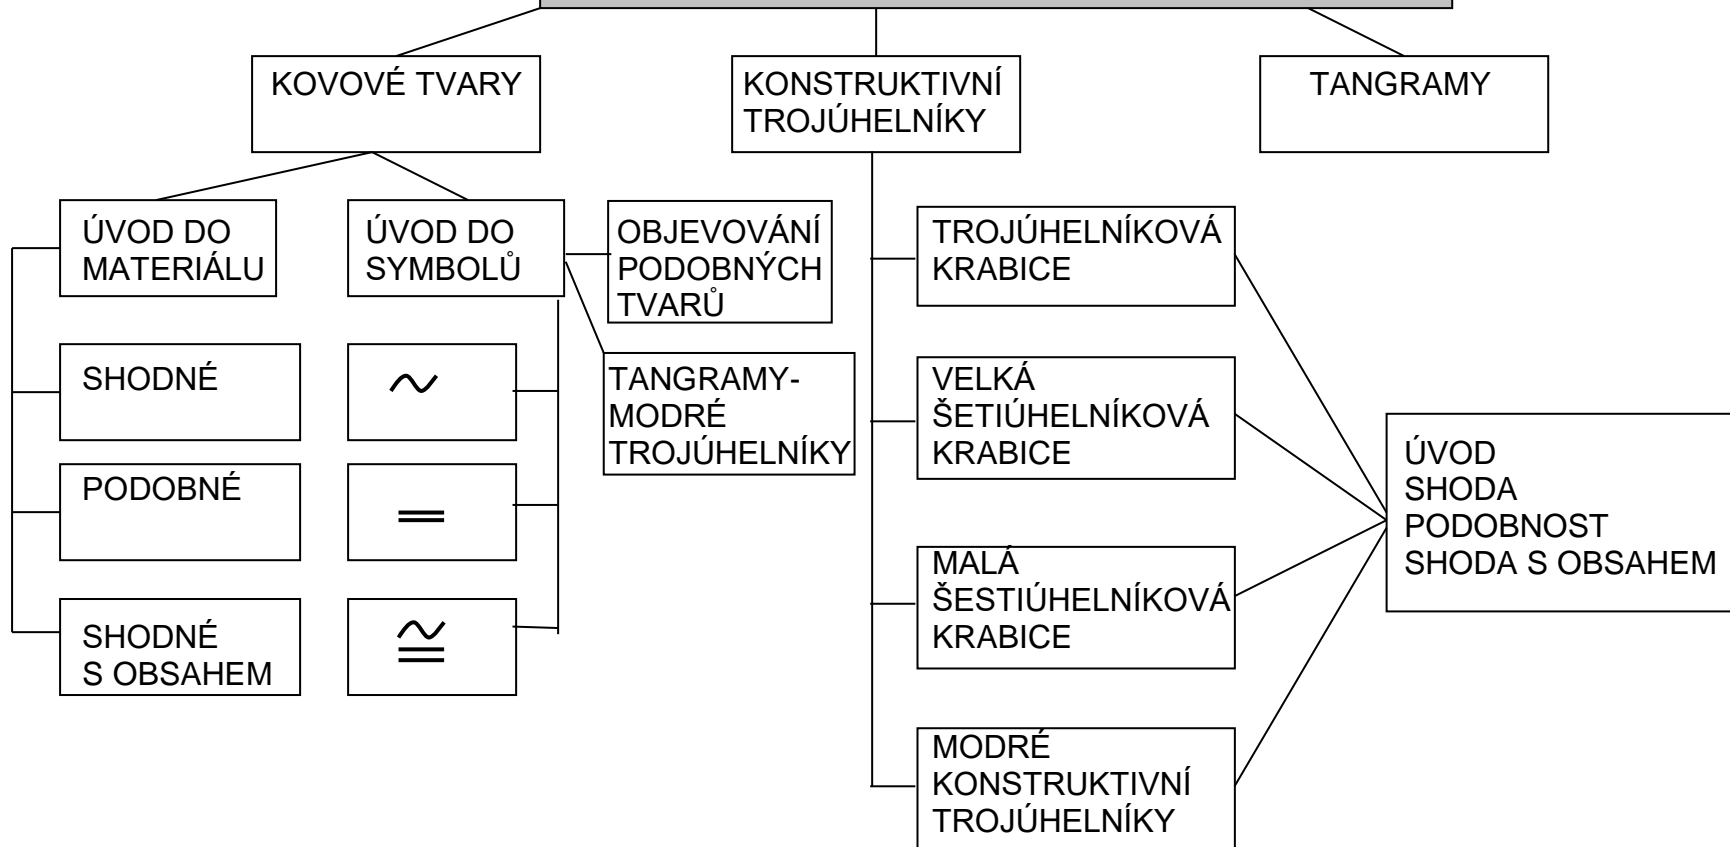 KOVOVÉ TVARY
KONSTRUKTIVNÍ
TROJÚHELNÍKY
TANGRAMY
ÚVOD DO
MATERIÁLU
ÚVOD DO
SYMBOLŮ
OBJEVOVÁNÍ
PODOBNÝCH
TVARŮ
TROJÚHELNÍKOVÁ
KRABICE
SHODNÉ
~
TANGRAMY-
MODRÉ
TROJÚHELNÍKY
VELKÁ
ŠETIÚHELNÍKOVÁ
KRABICE
PODOBNÉ
=
ÚVOD
SHODA
PODOBNOST
SHODA S OBSAHEM
SHODNÉ
S OBSAHEM
≅
MALÁ
ŠESTIÚHELNÍKOVÁ
KRABICE
MODRÉ
KONSTRUKTIVNÍ
TROJÚHELNÍKY